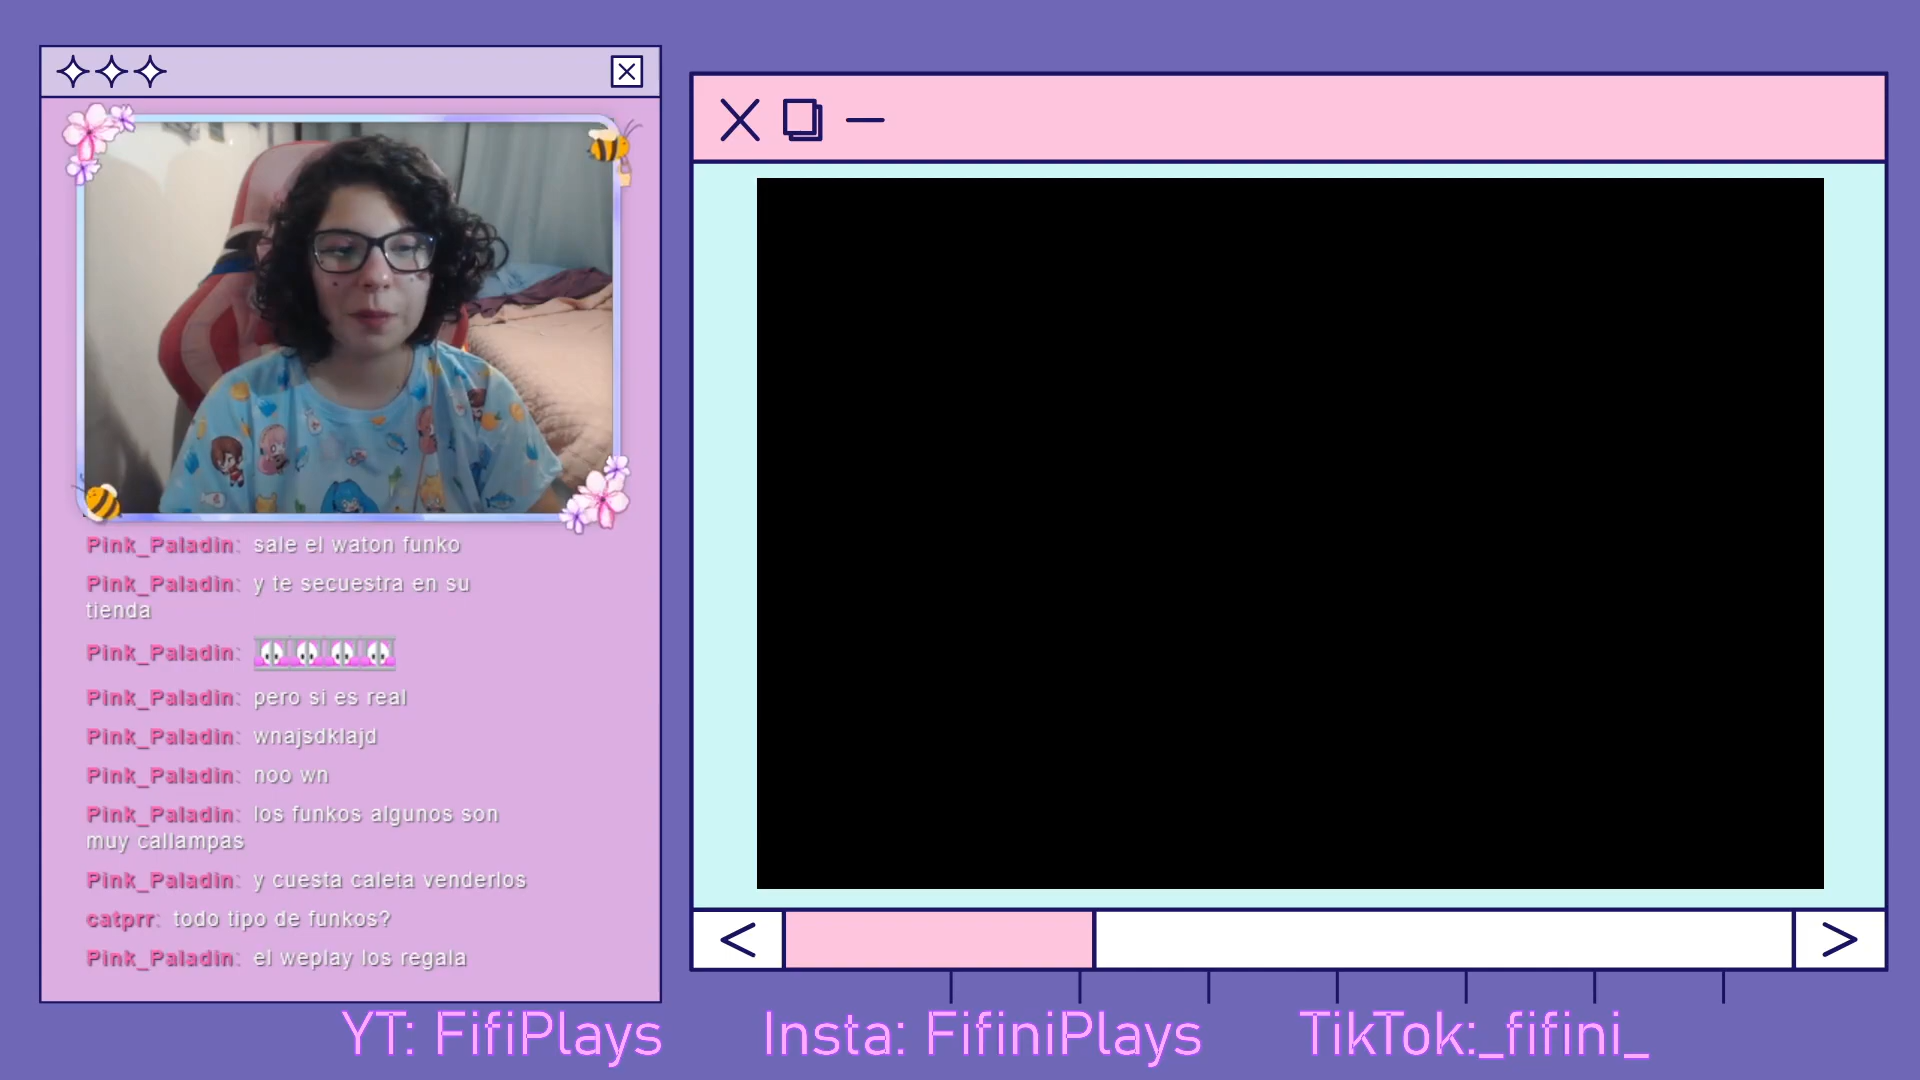 Pink_Paladin: sale el waton funko
Pink_Paladin: y te secuestra en su
tienda
Pink_Paladin:
Pink_Paladin: pero si es real
Pink_Paladin: wnajsdklajd
Pink_Paladin: noo wn
Pink_Paladin: los funkos algunos son
muy callampas
Pink_Paladin: y cuesta caleta venderlos
catprr: todo tipo de funkos?
Pink_Paladin: el weplay los regala
YT: FifiPlays Insta: FifiniPlays TikTok:_fifini_